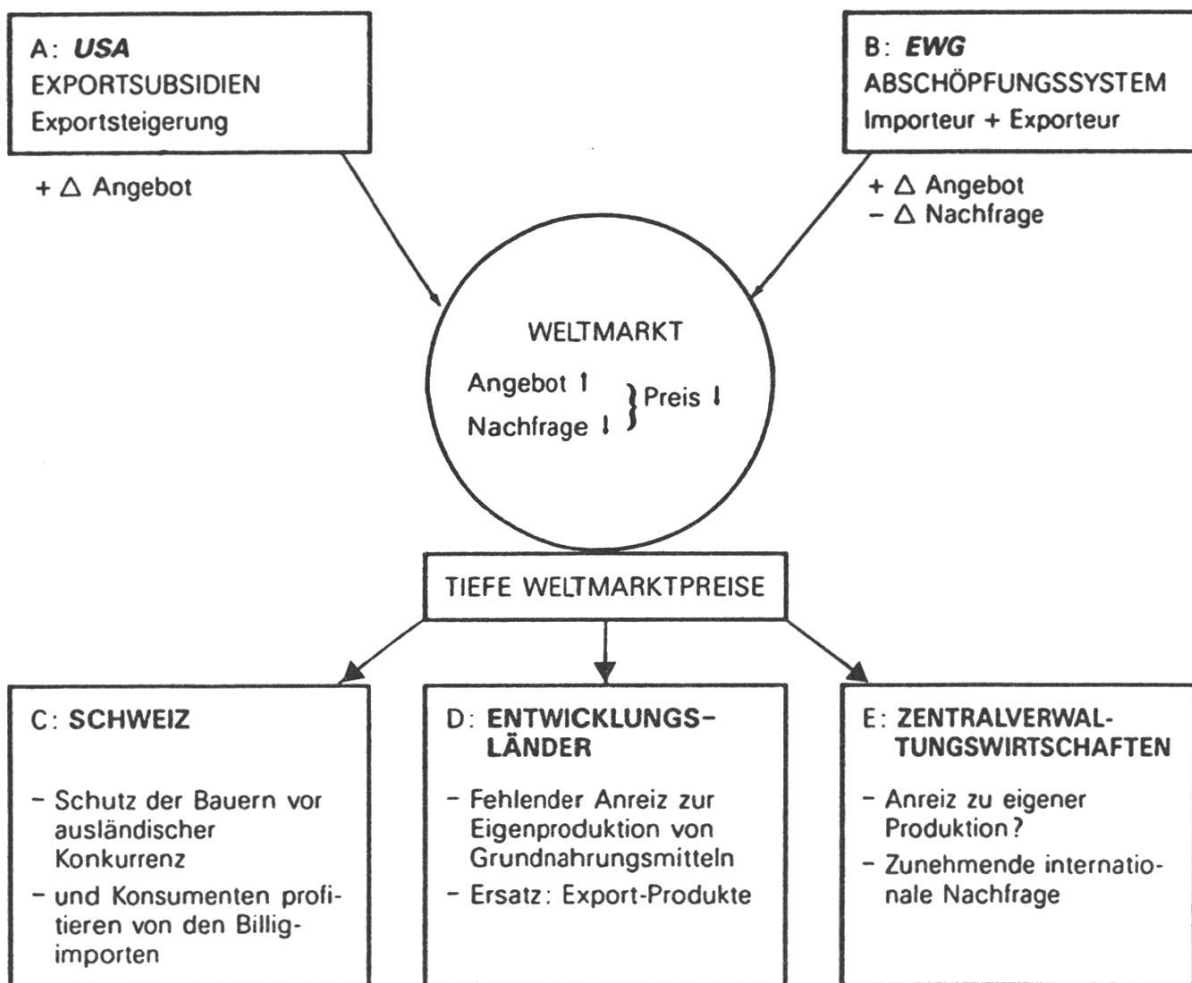 A: USA
EXPORTSUBSIDIEN
Exportsteigerung
+ △ Angebot
B: EWG
ABSCHÖPFUNGSSYSTEM
Importeur + Exporteur
+ △ Angebot
– △ Nachfrage
WELTMARKT
Angebot ↑
Nachfrage ↓
} Preis ↓
TIEFE WELTMARKTPREISE
C: SCHWEIZ
– Schutz der Bauern vor
ausländischer
Konkurrenz
– und Konsumenten profi-
tieren von den Billig-
importen
D: ENTWICKLUNGS-
LÄNDER
– Fehlender Anreiz zur
Eigenproduktion von
Grundnahrungsmitteln
– Ersatz: Export-Produkte
E: ZENTRALVERWAL-
TUNGSWIRTSCHAFTEN
– Anreiz zu eigener
Produktion?
– Zunehmende internatio-
nale Nachfrage